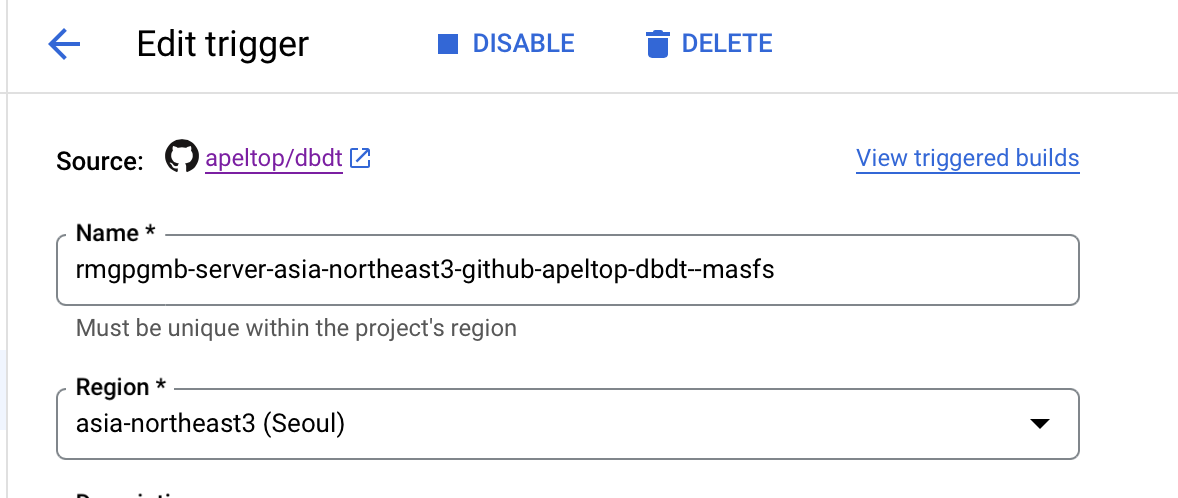 Edit trigger DISABLE DELETE
Source: apeltop/dbdt View triggered builds
Name *
rmgpgmb-server-asia-northeast3-github-apeltop-dbdt--masfs
Must be unique within the project's region
Region *
asia-northeast3 (Seoul)